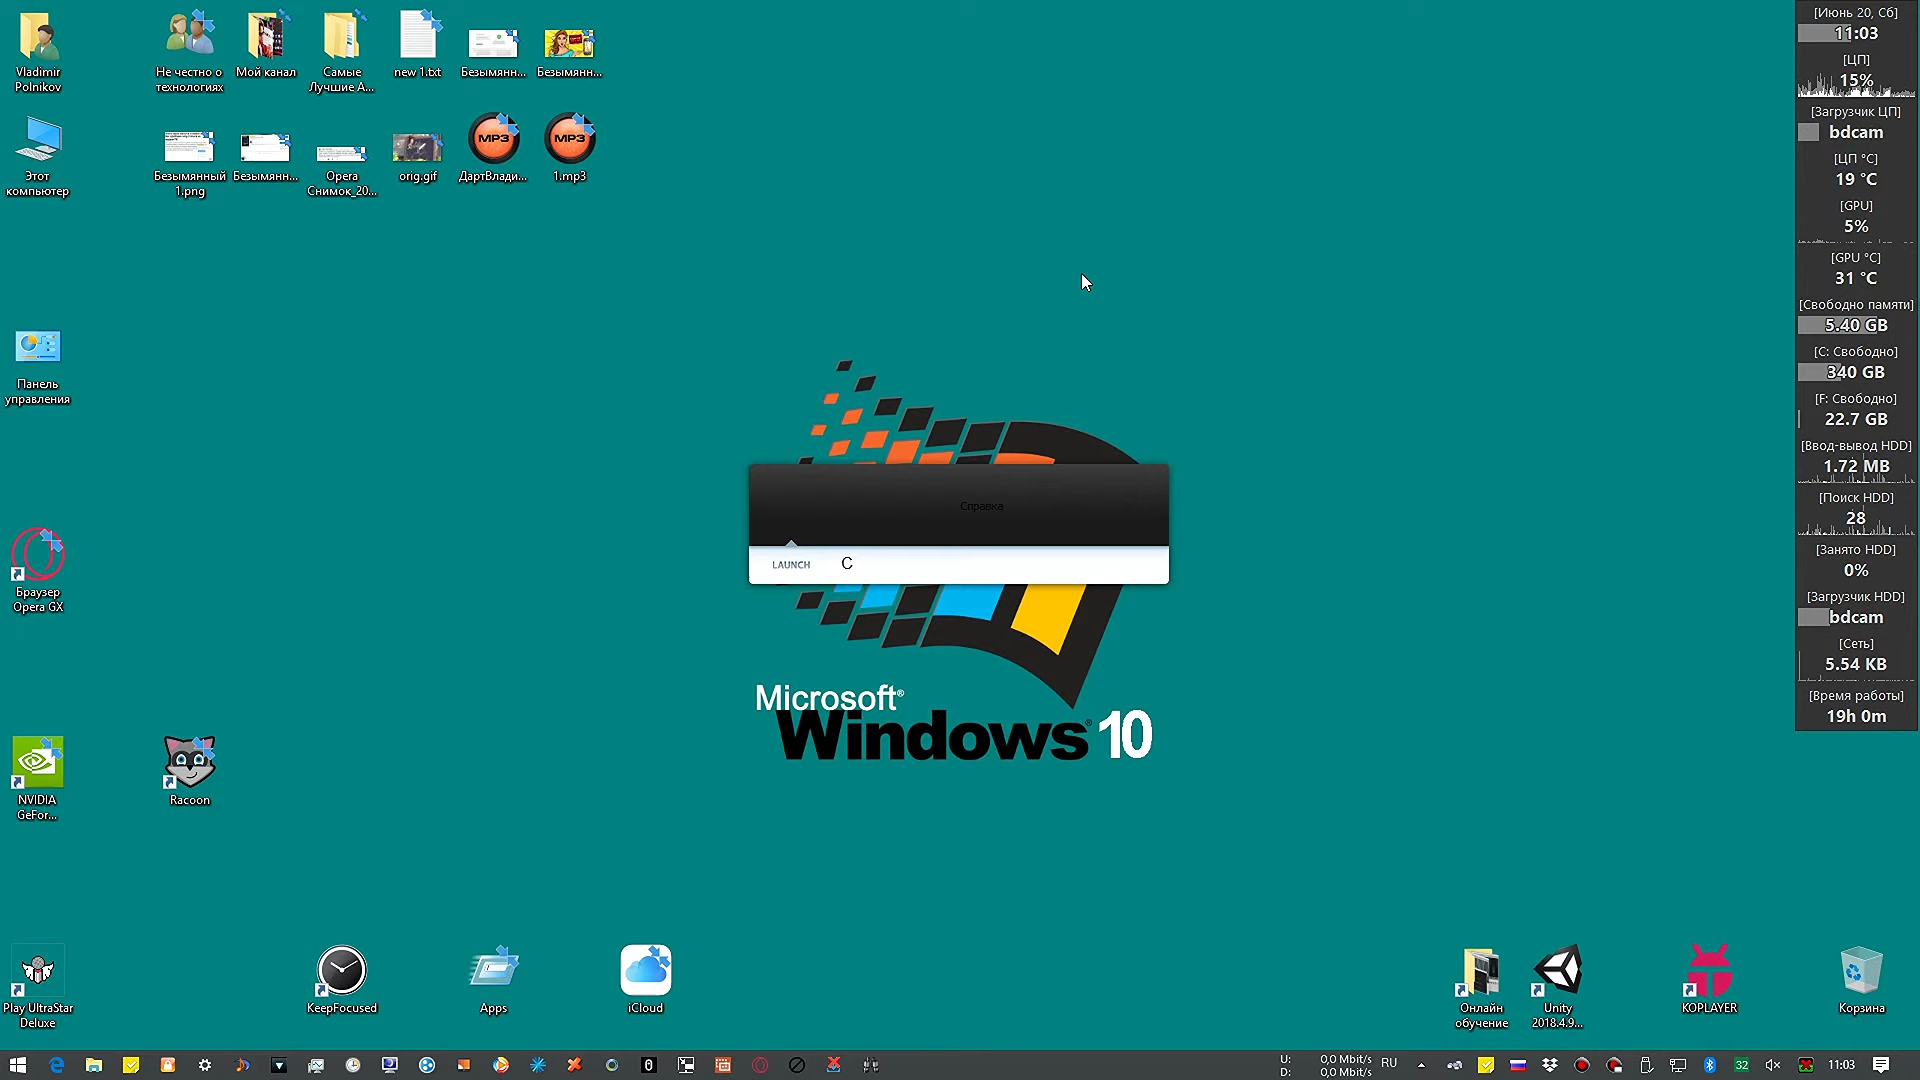 Vladimir
Polnikov
Не честно о
технологиях
Мой канал
Самые
Лучшие А...
new 1.txt
Безымянн...
Безымянн...
Этот
компьютер
Безымянный
1.png
Безымянн...
Opera
Снимок_20...
orig.gif
MP3
ДартВлади...
MP3
1.mp3
Панель
управления
Браузер
Opera GX
NVIDIA
GeFor...
Racoon
Справка
LAUNCH
C
Microsoft®
Windows® 10
Play UltraStar
Deluxe
KeepFocused
Apps
iCloud
Онлайн
обучение
Unity
2018.4.9...
KOPLAYER
Корзина
[Июнь 20, Сб]
11:03
[ЦП]
15%
[Загрузчик ЦП]
bdcam
[ЦП °C]
19 °C
[GPU]
5%
[GPU °C]
31 °C
[Свободно памяти]
5.40 GB
[C: Свободно]
340 GB
[F: Свободно]
22.7 GB
[Ввод-вывод HDD]
1.72 MB
[Поиск HDD]
28
[Занято HDD]
0%
[Загрузчик HDD]
bdcam
[Сеть]
5.54 KB
[Время работы]
19h 0m
U: 0,0 Mbit/s
D: 0,0 Mbit/s
RU
32
11:03